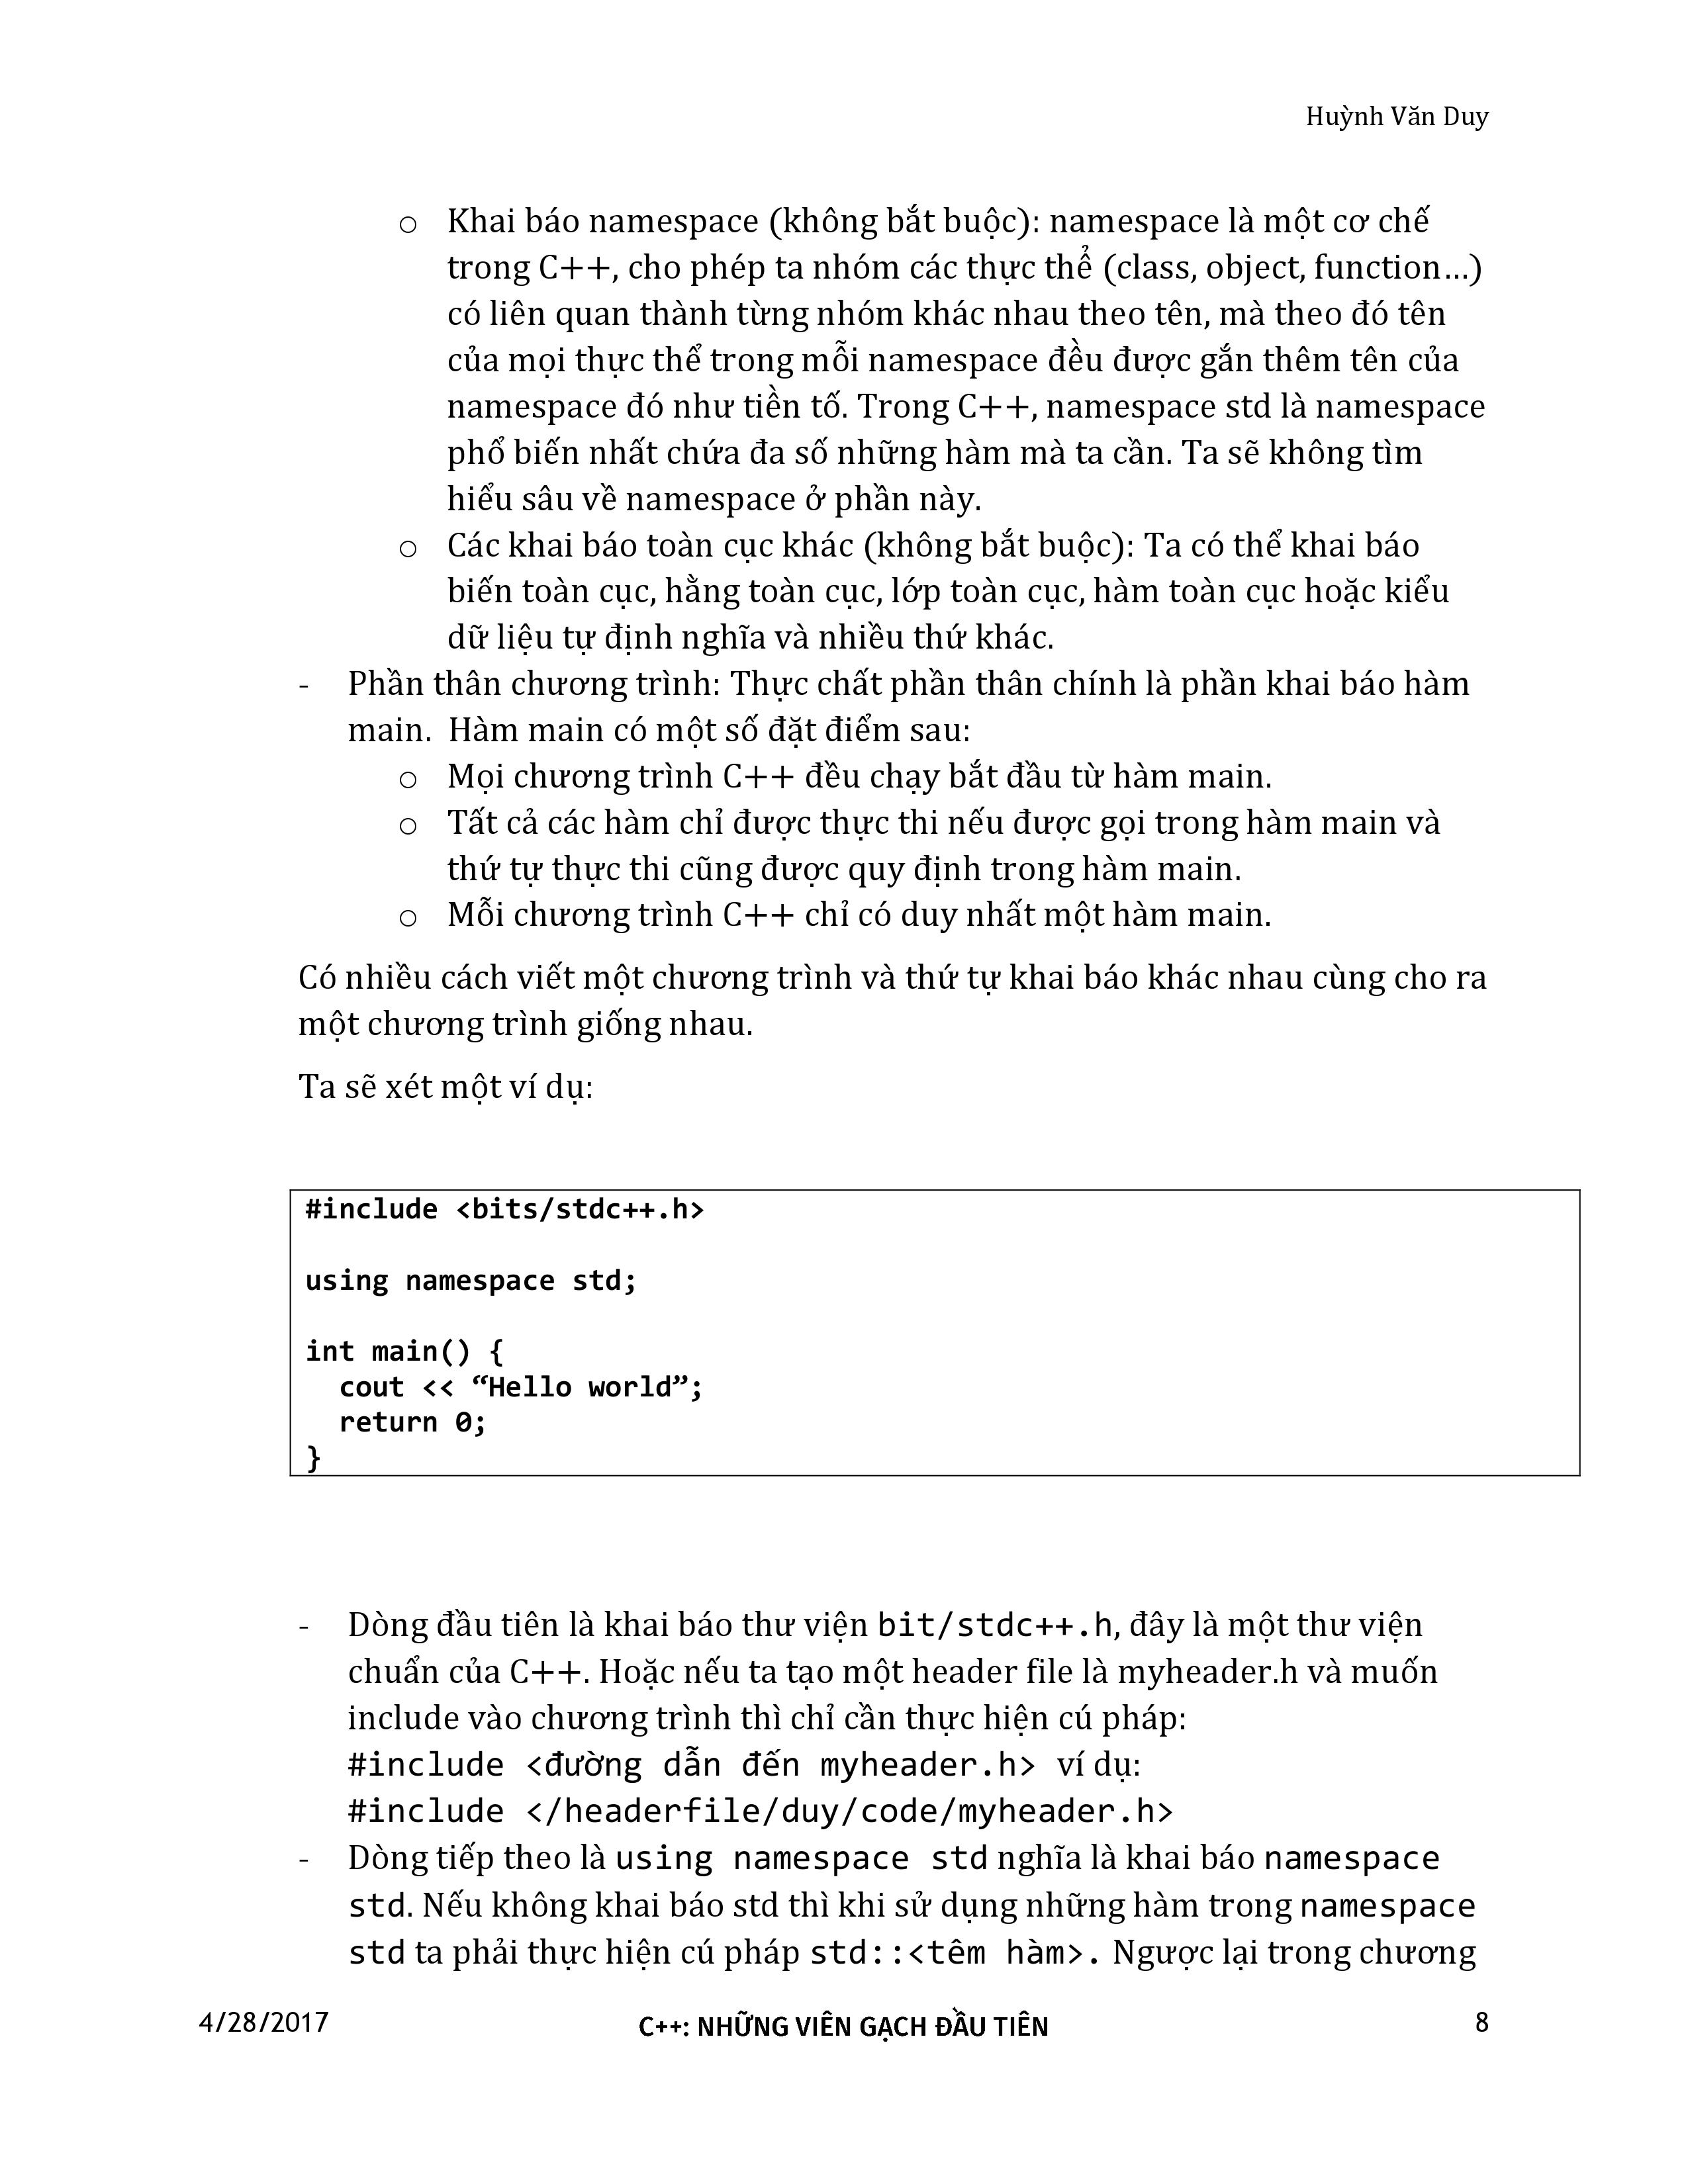 Huỳnh Văn Duy
o Khai báo namespace (không bắt buộc): namespace là một cơ chế
trong C++, cho phép ta nhóm các thực thể (class, object, function…)
có liên quan thành từng nhóm khác nhau theo tên, mà theo đó tên
của mọi thực thể trong mỗi namespace đều được gắn thêm tên của
namespace đó như tiền tố. Trong C++, namespace std là namespace
phổ biến nhất chứa đa số những hàm mà ta cần. Ta sẽ không tìm
hiểu sâu về namespace ở phần này.
o Các khai báo toàn cục khác (không bắt buộc): Ta có thể khai báo
biến toàn cục, hằng toàn cục, lớp toàn cục, hàm toàn cục hoặc kiểu
dữ liệu tự định nghĩa và nhiều thứ khác.
- Phần thân chương trình: Thực chất phần thân chính là phần khai báo hàm
main. Hàm main có một số đặt điểm sau:
o Mọi chương trình C++ đều chạy bắt đầu từ hàm main.
o Tất cả các hàm chỉ được thực thi nếu được gọi trong hàm main và
thứ tự thực thi cũng được quy định trong hàm main.
o Mỗi chương trình C++ chỉ có duy nhất một hàm main.
Có nhiều cách viết một chương trình và thứ tự khai báo khác nhau cùng cho ra
một chương trình giống nhau.
Ta sẽ xét một ví dụ:
#include <bits/stdc++.h>
using namespace std;
int main() {
cout << “Hello world”;
return 0;
}
- Dòng đầu tiên là khai báo thư viện bit/stdc++.h, đây là một thư viện
chuẩn của C++. Hoặc nếu ta tạo một header file là myheader.h và muốn
include vào chương trình thì chỉ cần thực hiện cú pháp:
#include <đường dẫn đến myheader.h> ví dụ:
#include </headerfile/duy/code/myheader.h>
- Dòng tiếp theo là using namespace std nghĩa là khai báo namespace
std. Nếu không khai báo std thì khi sử dụng những hàm trong namespace
std ta phải thực hiện cú pháp std::<têm hàm>. Ngược lại trong chương
4/28/2017 C++: NHỮNG VIÊN GẠCH ĐẦU TIÊN 8